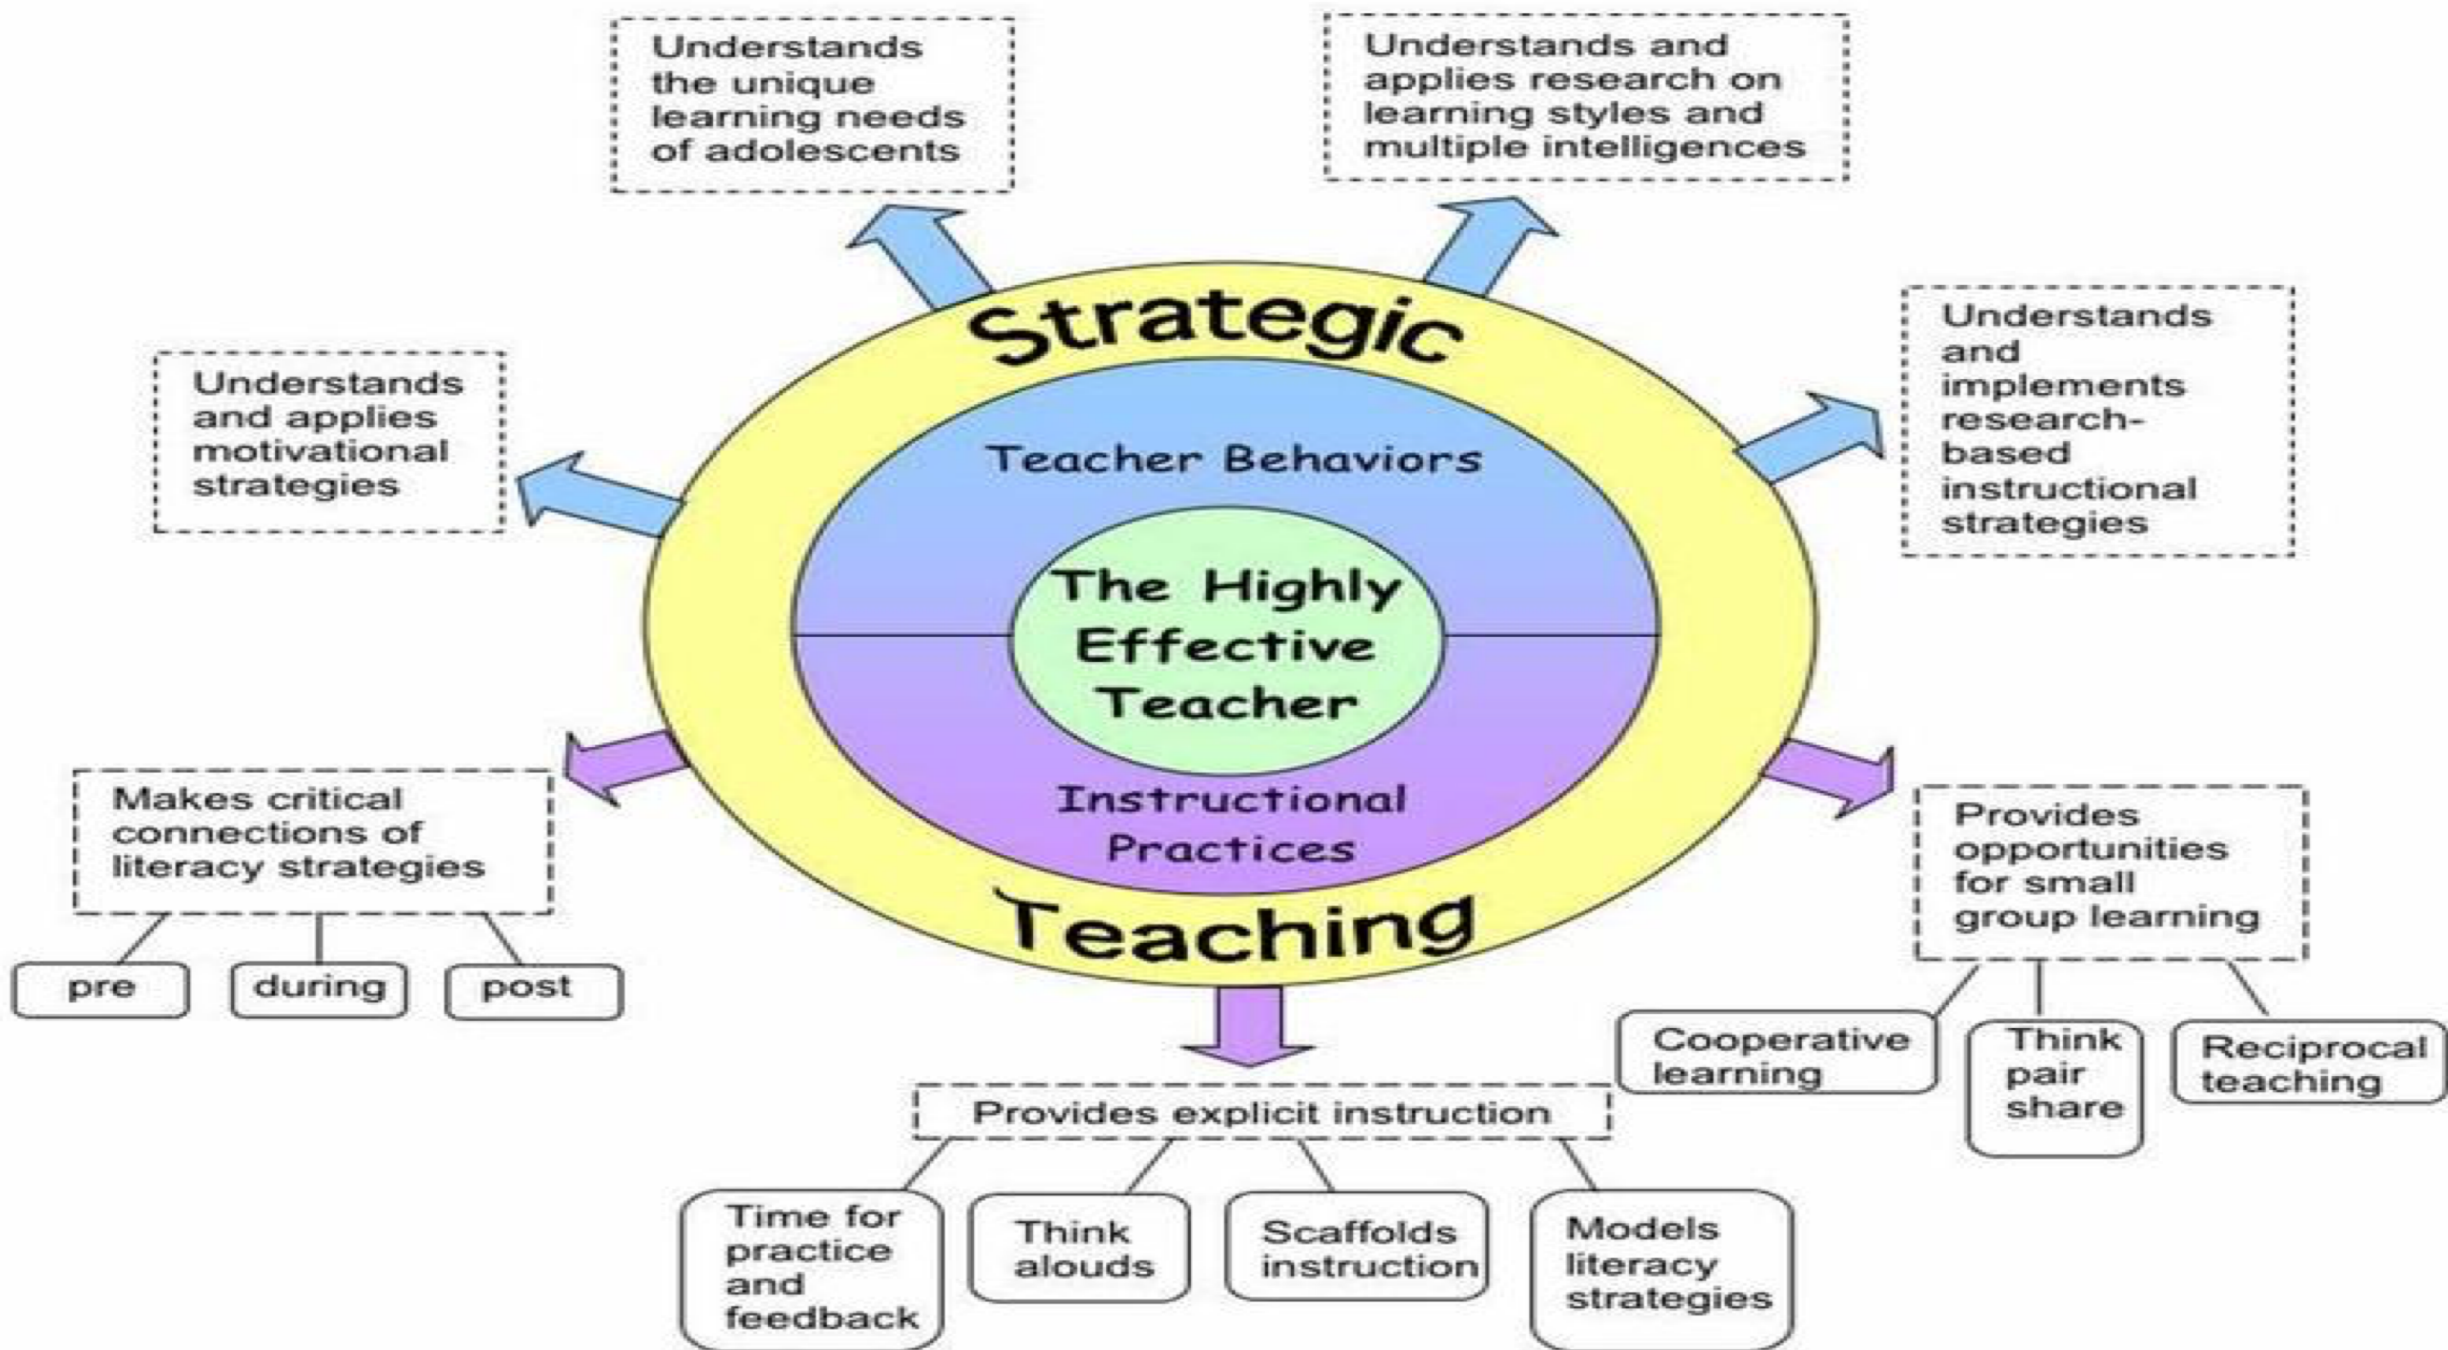 Understands
the unique
learning needs
of adolescents
Understands and
applies research on
learning styles and
multiple intelligences
Understands
and applies
motivational
strategies
Understands
and
implements
research-
based
instructional
strategies
Strategic
Teacher Behaviors
The Highly
Effective
Teacher
Instructional
Practices
Teaching
Makes critical
connections of
literacy strategies
pre
during
post
Provides
opportunities
for small
group learning
Cooperative
learning
Think
pair
share
Reciprocal
teaching
Provides explicit instruction
Time for
practice
and
feedback
Think
alouds
Scaffolds
instruction
Models
literacy
strategies